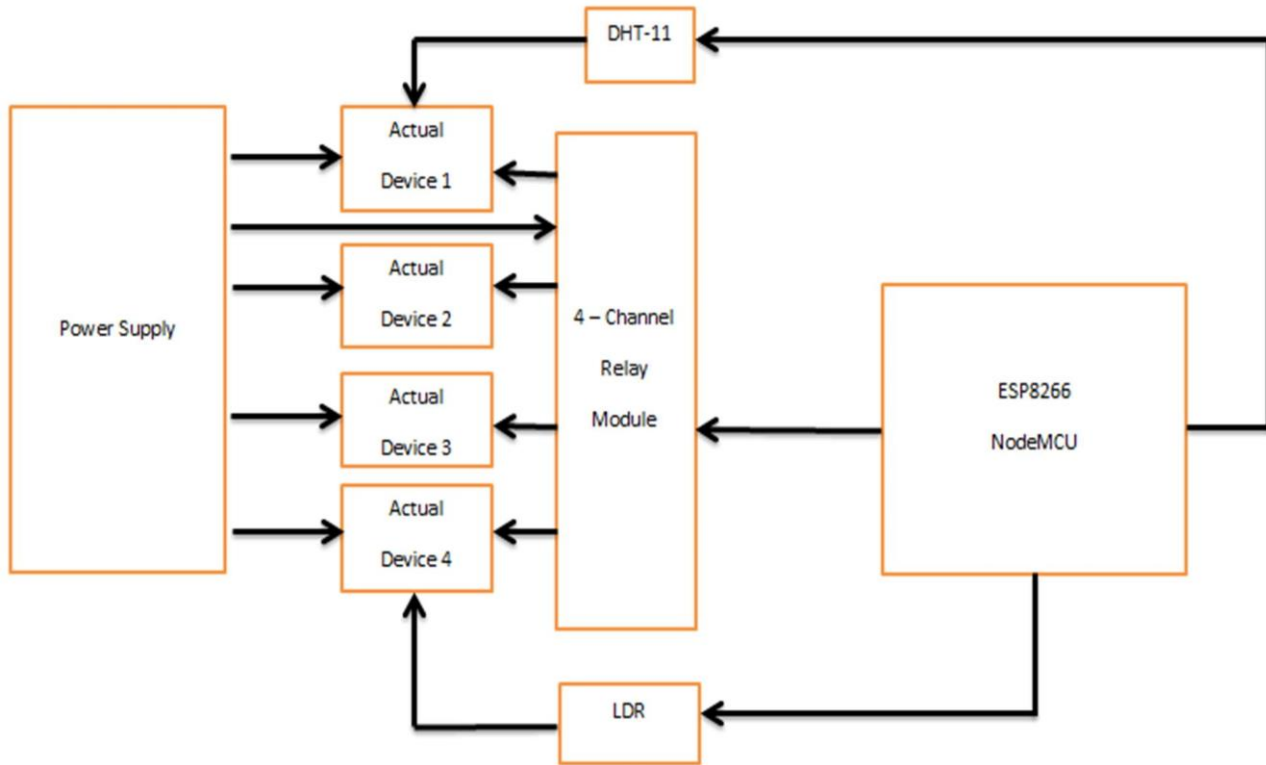 DHT-11
Actual
Device 1
Actual
Device 2
Power Supply
4 – Channel
Relay
Module
Actual
Device 3
ESP8266
NodeMCU
Actual
Device 4
LDR